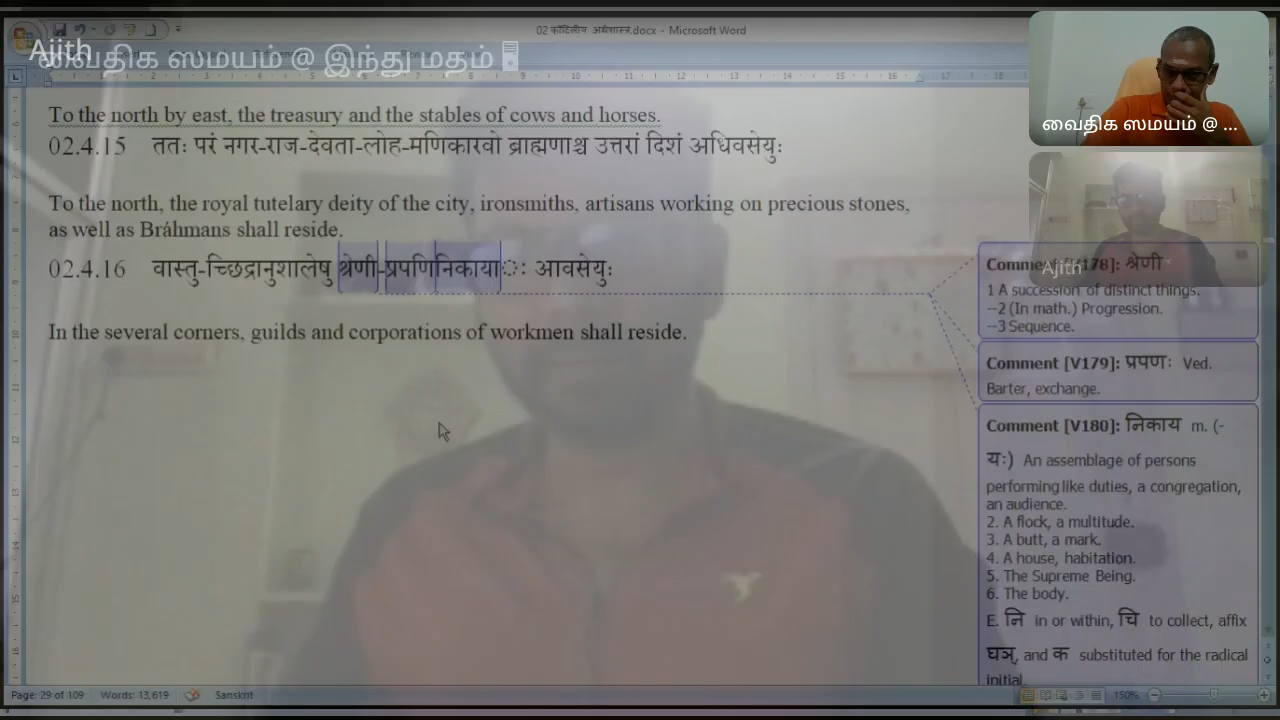 02 कौटिलीय अर्थशास्त्र.docx - Microsoft Word
Ajith
வைதிக ஸமயம் @ இந்து மதம்
To the north by east, the treasury and the stables of cows and horses.
02.4.15 ततः परं नगर-राज-देवता-लोह-मणिकारवो ब्राह्मणाश्च उत्तरां दिशं अधिवसेयुः
To the north, the royal tutelary deity of the city, ironsmiths, artisans working on precious stones,
as well as Bráhmans shall reside.
02.4.16 वास्तु-च्छिद्रानुशालेषु श्रेणी-प्रपणिनिकायाः आवसेयुः
In the several corners, guilds and corporations of workmen shall reside.
வைதிக ஸமயம் @ ...
Ajith
Comment [V178]: श्रेणी
1 A succession of distinct things.
--2 (In math.) Progression.
--3 Sequence.
Comment [V179]: प्रपणः Ved.
Barter, exchange.
Comment [V180]: निकाय m. (-
यः) An assemblage of persons
performing like duties, a congregation,
an audience.
2. A flock, a multitude.
3. A butt, a mark.
4. A house, habitation.
5. The Supreme Being.
6. The body.
E. नि in or within, चि to collect, affix
घञ्, and क substituted for the radical
initial.
Page: 29 of 109 Words: 13,619 Sanskrit 150%